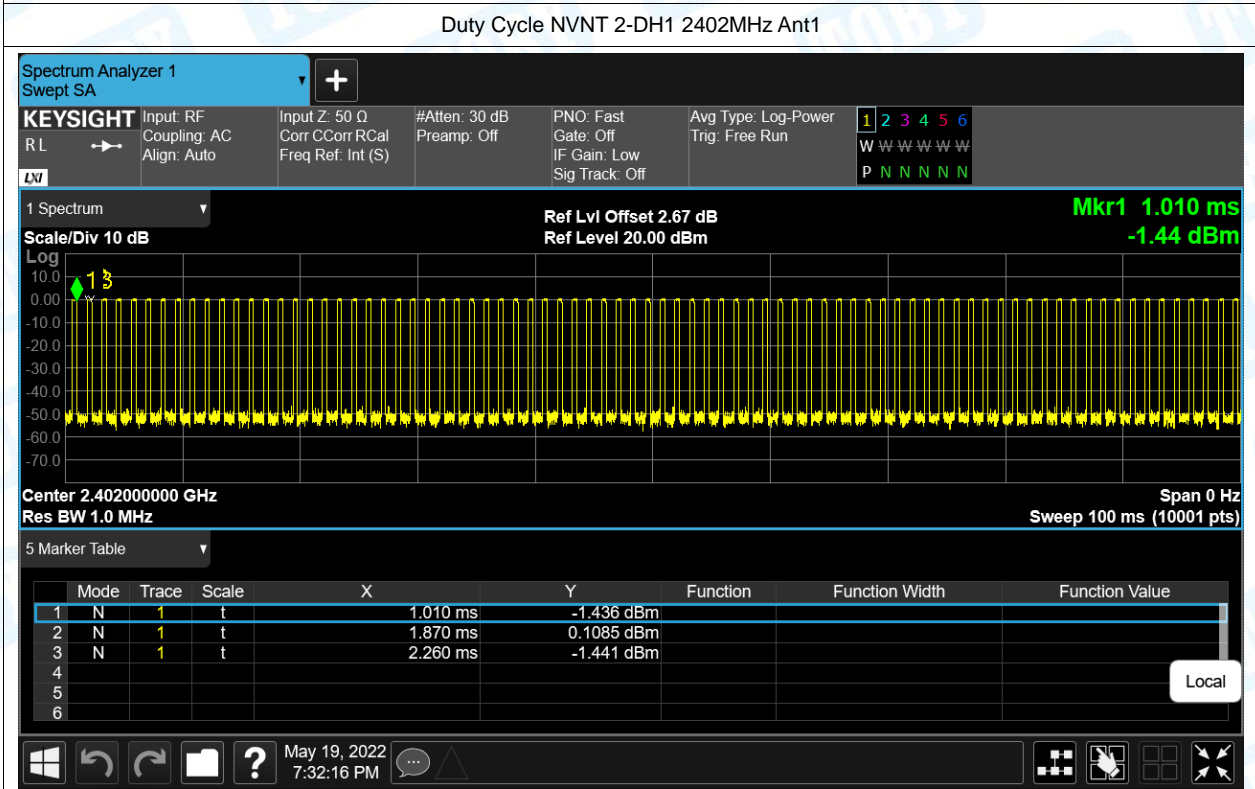 Duty Cycle NVNT 2-DH1 2402MHz Ant1
Spectrum Analyzer 1
Swept SA
+
KEYSIGHT Input: RF Input Z: 50 Ω #Atten: 30 dB PNO: Fast Avg Type: Log-Power 1 2 3 4 5 6
RL Coupling: AC Corr CCorr RCal Preamp: Off Gate: Off Trig: Free Run W W W W W W
Align: Auto Freq Ref: Int (S) IF Gain: Low
LXI Sig Track: Off P N N N N N
1 Spectrum Ref Lvl Offset 2.67 dB Mkr1 1.010 ms
Scale/Div 10 dB Ref Level 20.00 dBm -1.44 dBm
Log
10.0
0.00
-10.0
-20.0
-30.0
-40.0
-50.0
-60.0
-70.0
Center 2.402000000 GHz Span 0 Hz
Res BW 1.0 MHz Sweep 100 ms (10001 pts)
5 Marker Table
Mode Trace Scale X Y Function Function Width Function Value
1 N 1 t 1.010 ms -1.436 dBm
2 N 1 t 1.870 ms 0.1085 dBm
3 N 1 t 2.260 ms -1.441 dBm
4
5
6
Local
? May 19, 2022
7:32:16 PM